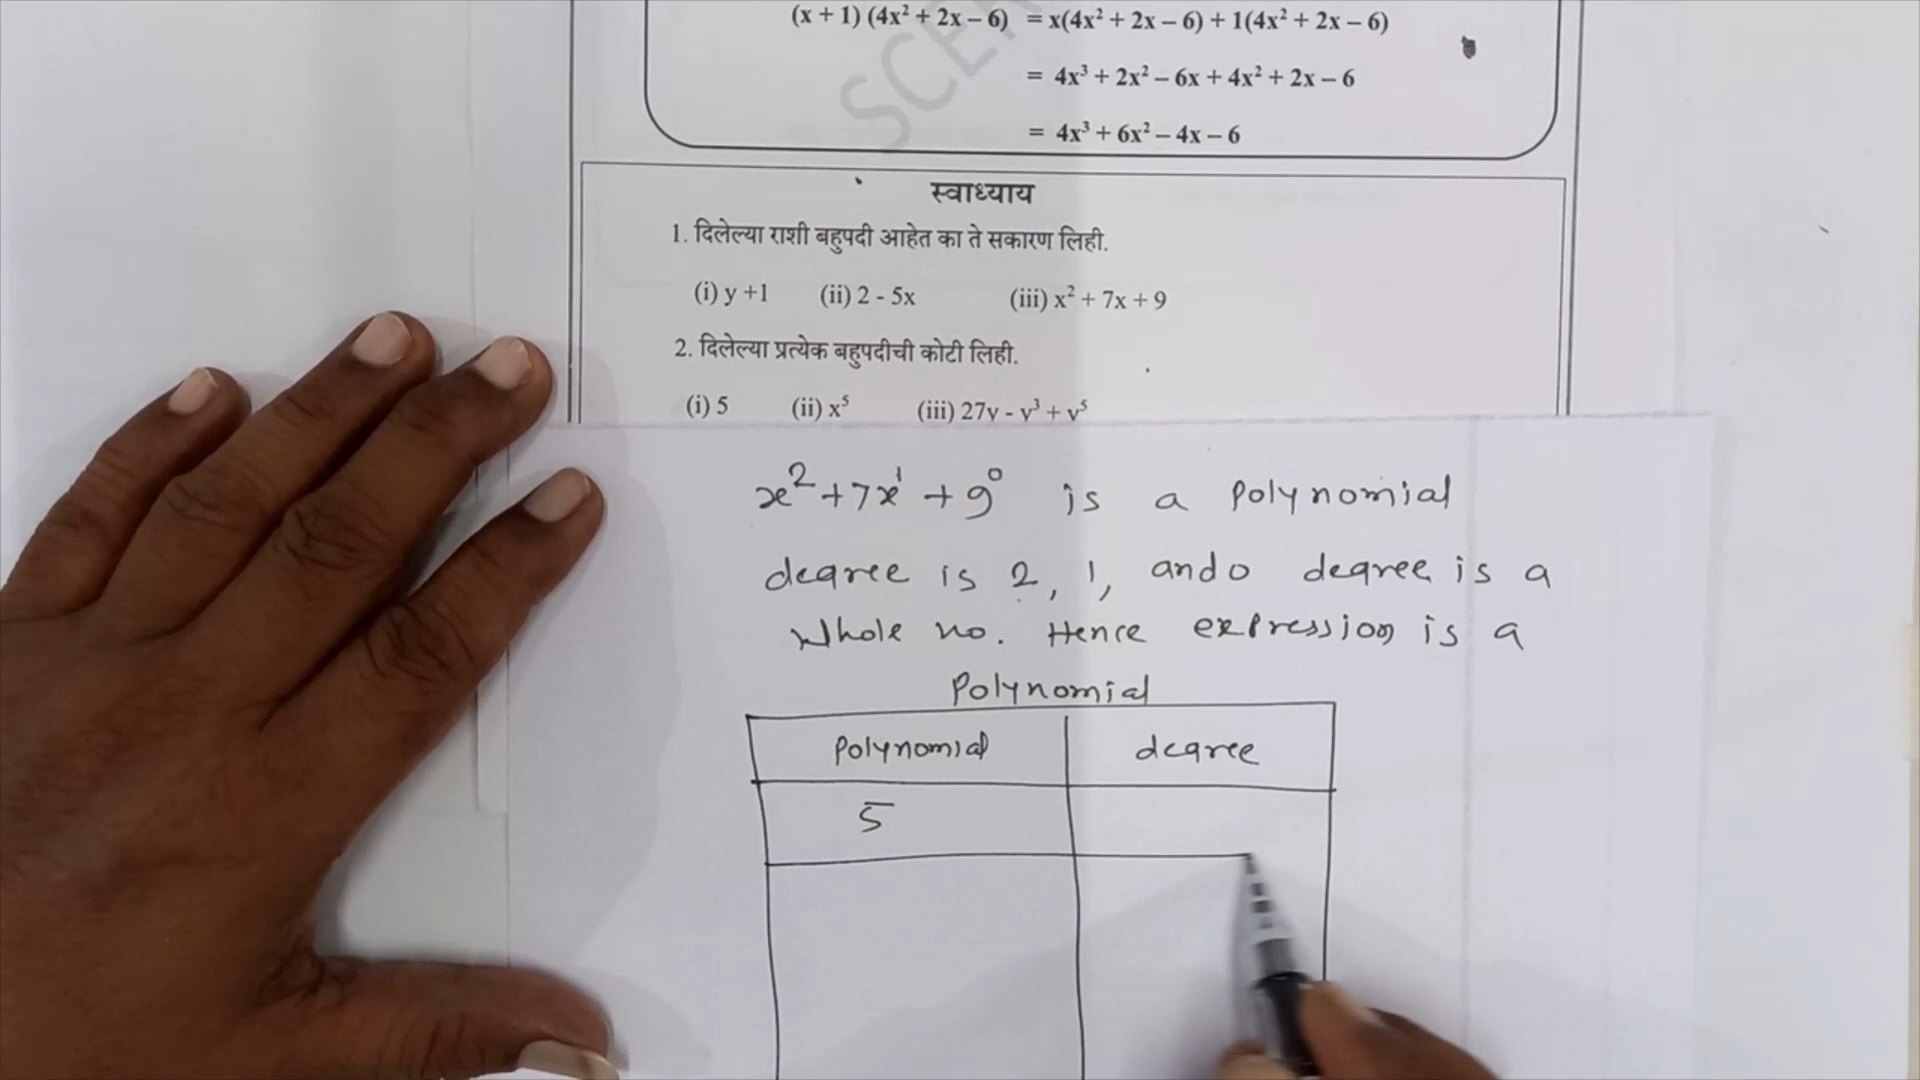 (x + 1) (4x² + 2x – 6) = x(4x² + 2x – 6) + 1(4x² + 2x – 6)
= 4x³ + 2x² – 6x + 4x² + 2x – 6
= 4x³ + 6x² – 4x – 6
स्वाध्याय
1. दिलेल्या राशी बहुपदी आहेत का ते सकारण लिही.
(i) y +1 (ii) 2 - 5x (iii) x² + 7x + 9
2. दिलेल्या प्रत्येक बहुपदीची कोटी लिही.
(i) 5 (ii) x⁵ (iii) 27y - y³ + y⁵
x² + 7x¹ + 9⁰ is a Polynomial
degree is 2, 1, and 0 degree is a
Whole no. Hence expression is a
Polynomial
Polynomial degree
5